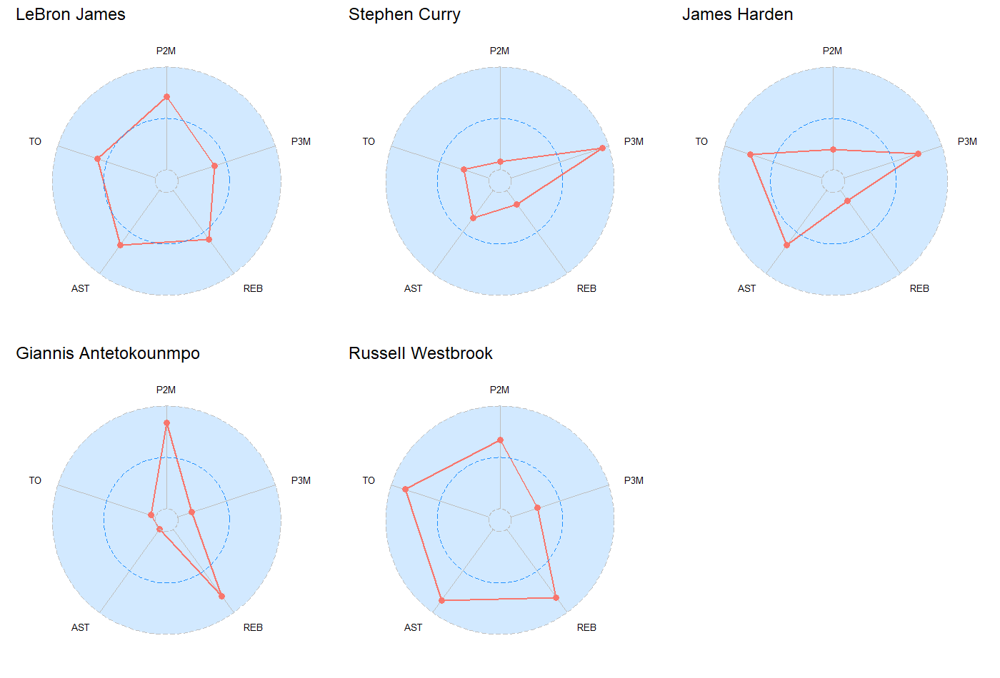 LeBron James
Stephen Curry
James Harden
P2M
P2M
P2M
TO
P3M
TO
P3M
TO
P3M
AST
REB
AST
REB
AST
REB
Giannis Antetokounmpo
Russell Westbrook
P2M
P2M
TO
P3M
TO
P3M
AST
REB
AST
REB